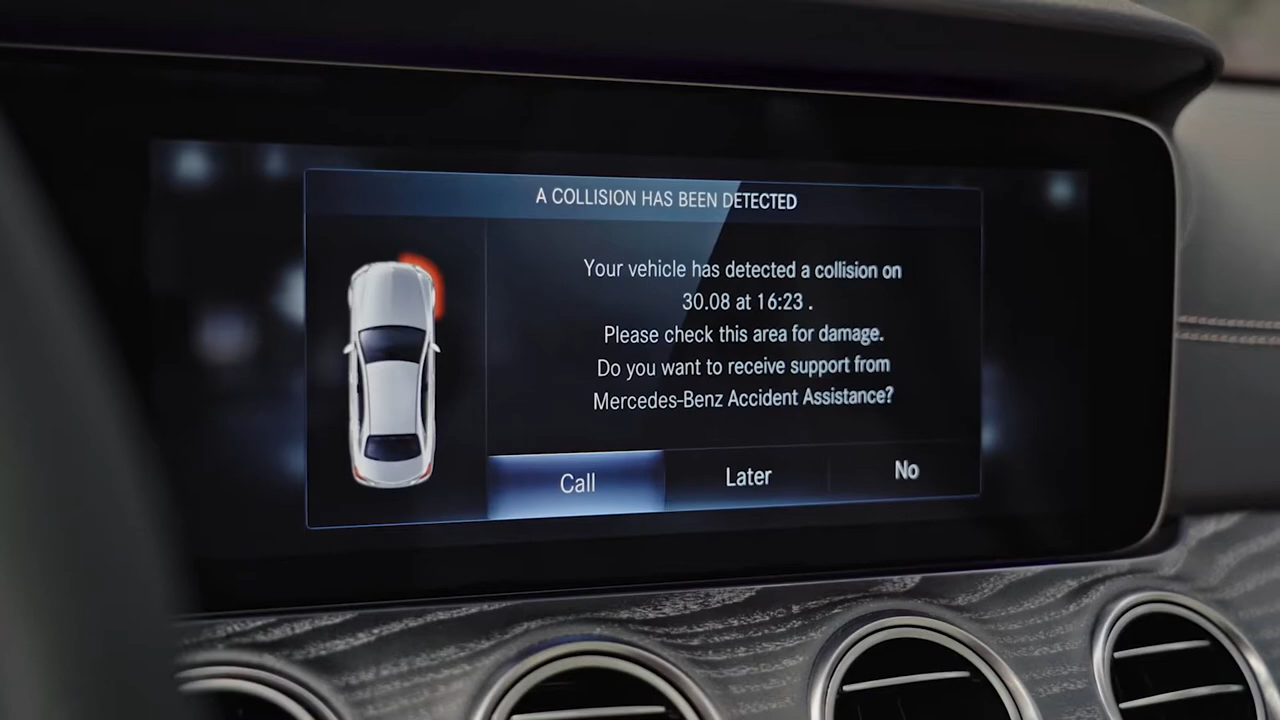 A COLLISION HAS BEEN DETECTED
Your vehicle has detected a collision on
30.08 at 16:23 .
Please check this area for damage.
Do you want to receive support from
Mercedes-Benz Accident Assistance?
Call
Later
No